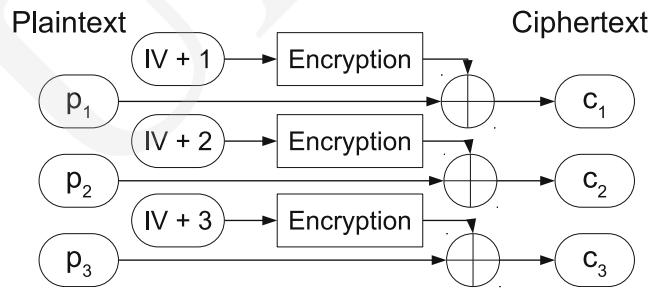 Plaintext Ciphertext
IV + 1 Encryption
p₁ c₁
IV + 2 Encryption
p₂ c₂
IV + 3 Encryption
p₃ c₃